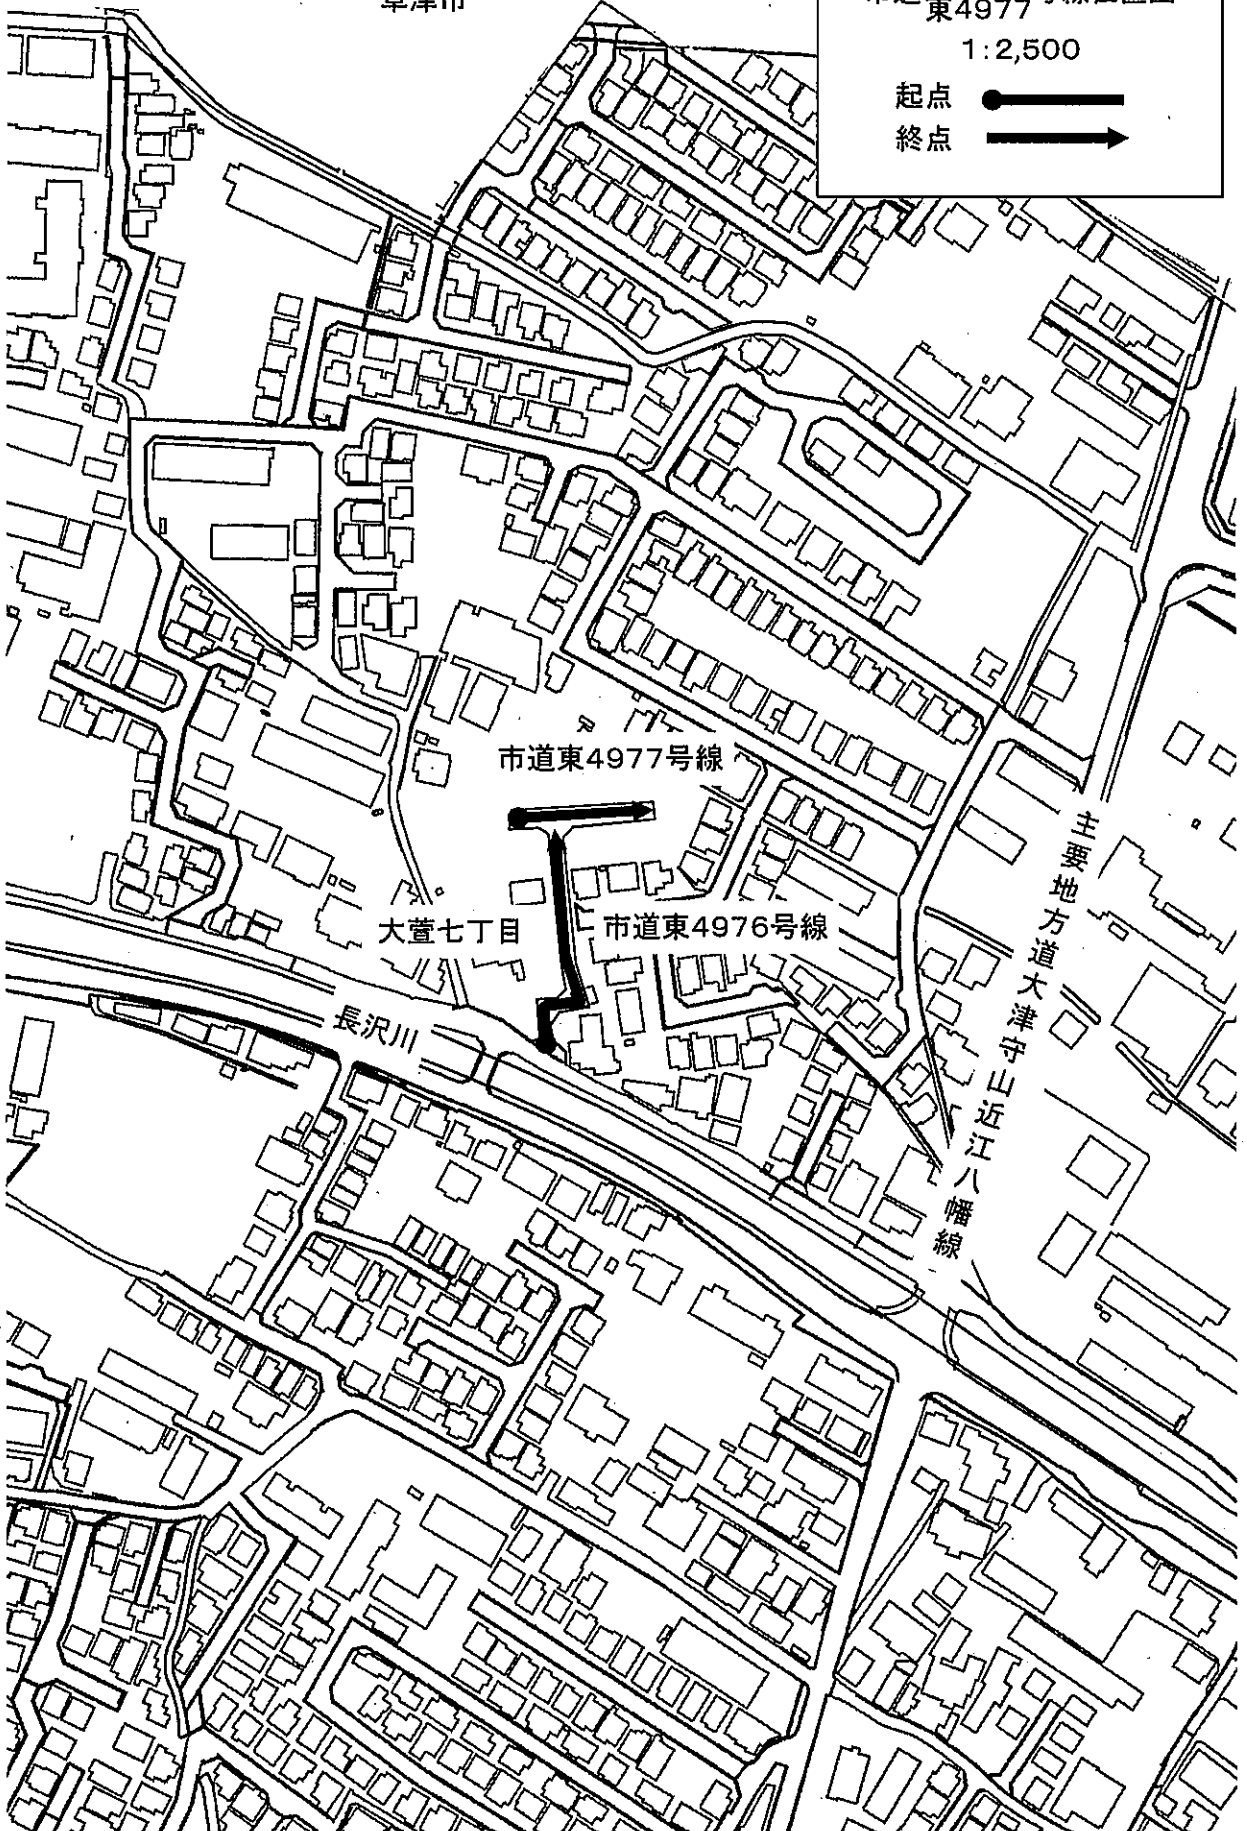 草津市
東4977
1:2,500
起点
終点
市道東4977号線
大萱七丁目
市道東4976号線
長沢川
主要地方道大津守山近江八幡線